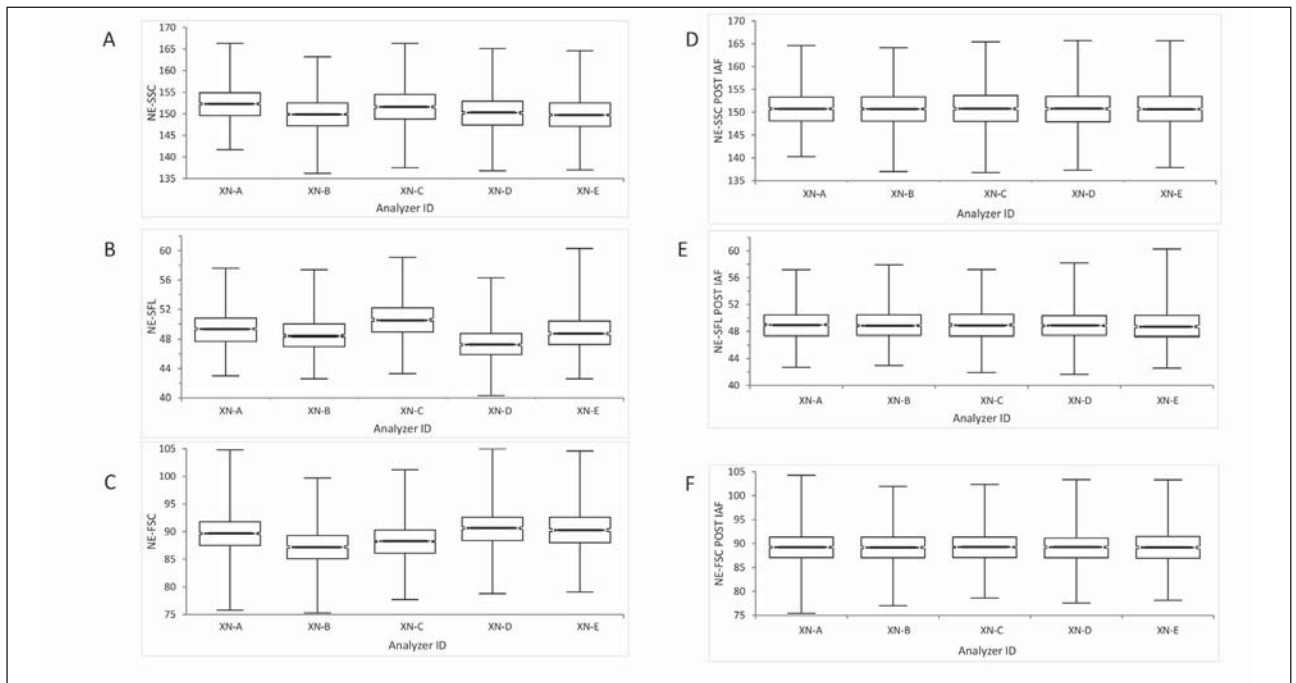 A
NE-SSC
170
165
160
155
150
145
140
135
XN-A XN-B XN-C XN-D XN-E
Analyzer ID
B
NE-SFL
60
56
52
48
44
40
XN-A XN-B XN-C XN-D XN-E
Analyzer ID
C
NE-FSC
105
100
95
90
85
80
75
XN-A XN-B XN-C XN-D XN-E
Analyzer ID
D
NE-SSC POST IAF
170
165
160
155
150
145
140
135
XN-A XN-B XN-C XN-D XN-E
Analyzer ID
E
NE-SFL POST IAF
60
56
52
48
44
40
XN-A XN-B XN-C XN-D XN-E
Analyzer ID
F
NE-FSC POST IAF
105
100
95
90
85
80
75
XN-A XN-B XN-C XN-D XN-E
Analyzer ID